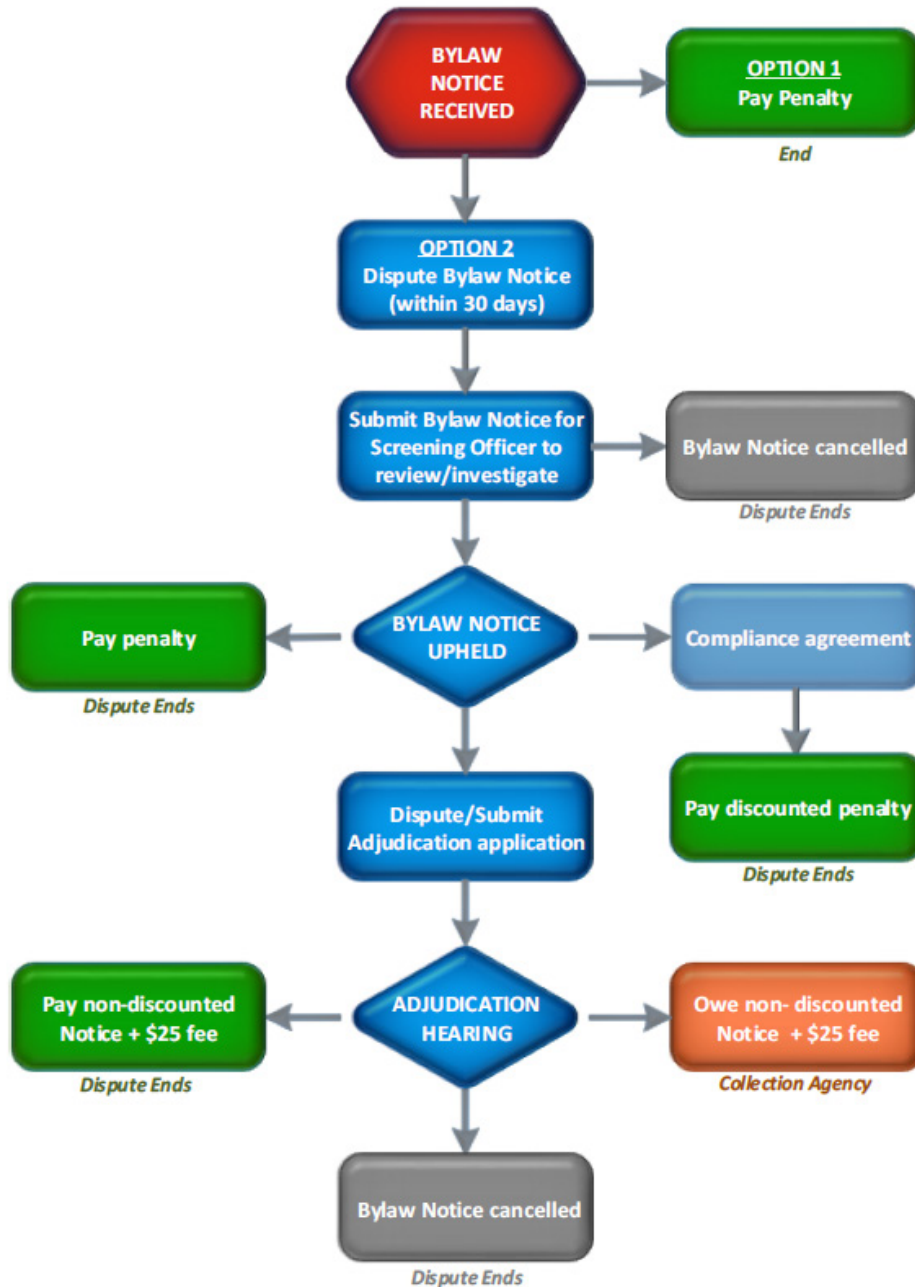 BYLAW
NOTICE
RECEIVED
OPTION 1
Pay Penalty
End
OPTION 2
Dispute Bylaw Notice
(within 30 days)
Submit Bylaw Notice for
Screening Officer to
review/investigate
Bylaw Notice cancelled
Dispute Ends
Pay penalty
Dispute Ends
BYLAW NOTICE
UPHELD
Compliance agreement
Pay discounted penalty
Dispute Ends
Dispute/Submit
Adjudication application
Pay non-discounted
Notice + $25 fee
Dispute Ends
ADJUDICATION
HEARING
Owe non- discounted
Notice + $25 fee
Collection Agency
Bylaw Notice cancelled
Dispute Ends